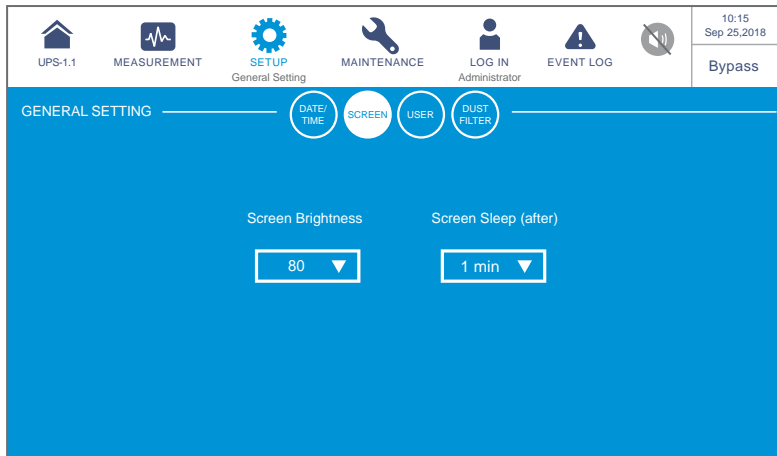 10:15
Sep 25,2018
UPS-1.1
MEASUREMENT
SETUP
General Setting
MAINTENANCE
LOG IN
Administrator
EVENT LOG
Bypass
GENERAL SETTING
DATE/
TIME
SCREEN
USER
DUST
FILTER
Screen Brightness
Screen Sleep (after)
80
1 min